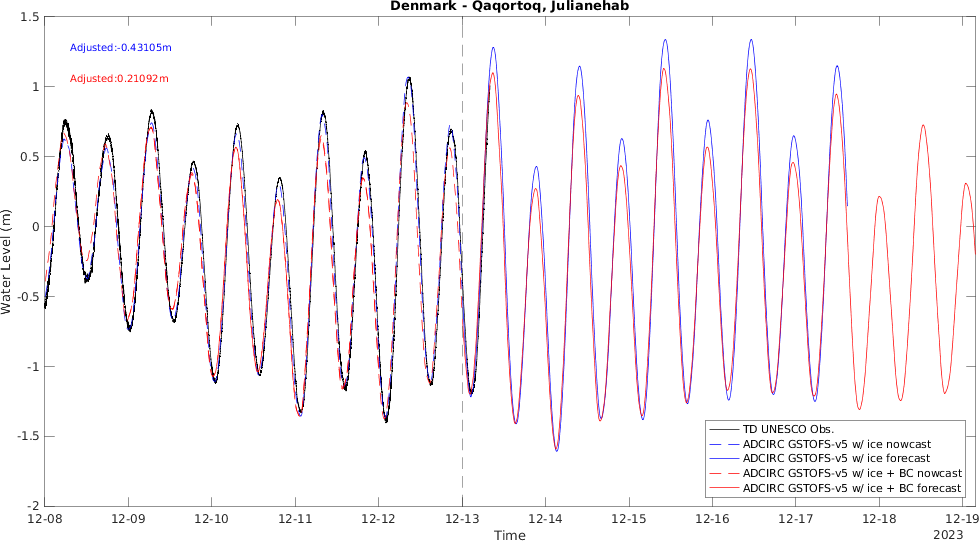 Denmark - Qaqortoq, Julianehab
Adjusted:-0.43105m
Adjusted:0.21092m
1.5
1
0.5
0
-0.5
-1
-1.5
-2
Water Level (m)
TD UNESCO Obs.
ADCIRC GSTOFS-v5 w/ ice nowcast
ADCIRC GSTOFS-v5 w/ ice forecast
ADCIRC GSTOFS-v5 w/ ice + BC nowcast
ADCIRC GSTOFS-v5 w/ ice + BC forecast
12-08 12-09 12-10 12-11 12-12 12-13 12-14 12-15 12-16 12-17 12-18 12-19
Time
2023